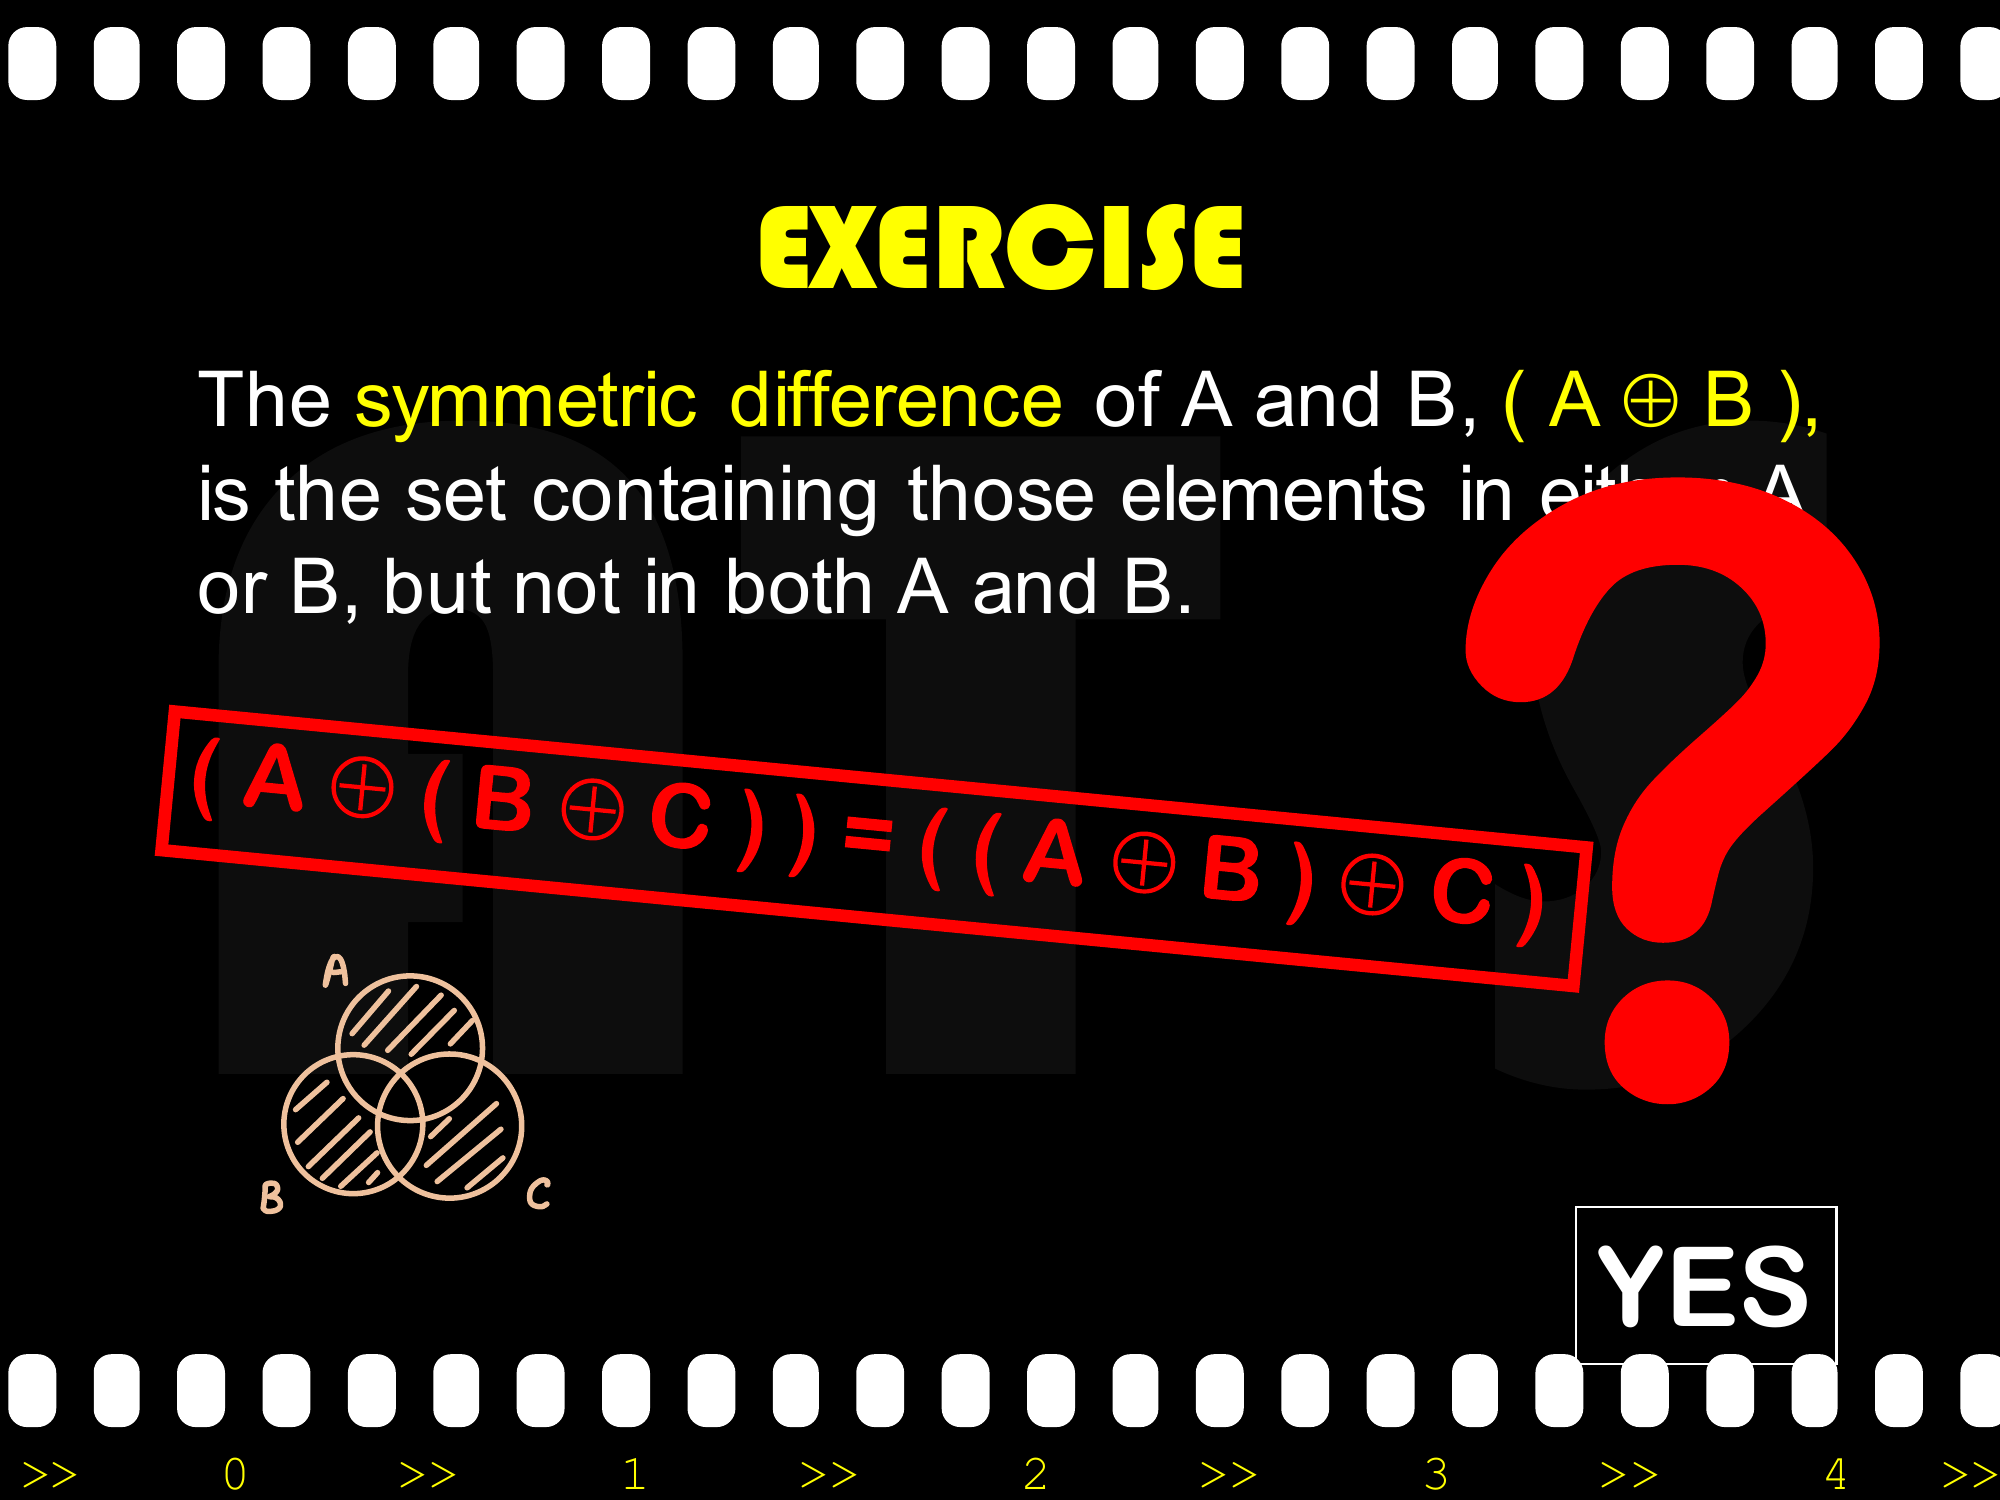 EXERCISE
The symmetric difference of A and B, ( A ⊕ B ),
is the set containing those elements in A
or B, but not in both A and B.
( A ⊕ ( B ⊕ C ) ) = ( ( A ⊕ B ) ⊕ C )
?
A
B
C
YES
>> 0 >> 1 >> 2 >> 3 >> 4 >>